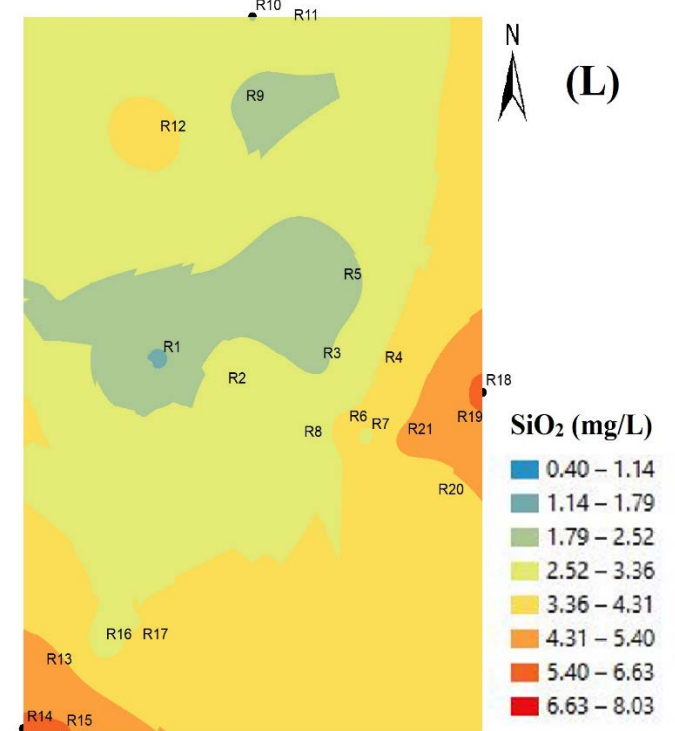 R10
R11
N
(L)
R9
R12
R5
R1
R3
R4
R2
R18
R6
R19
R7
R8
R21
SiO₂ (mg/L)
0.40 – 1.14
R20
1.14 – 1.79
1.79 – 2.52
2.52 – 3.36
3.36 – 4.31
R16 R17
4.31 – 5.40
R13
5.40 – 6.63
6.63 – 8.03
R14
R15